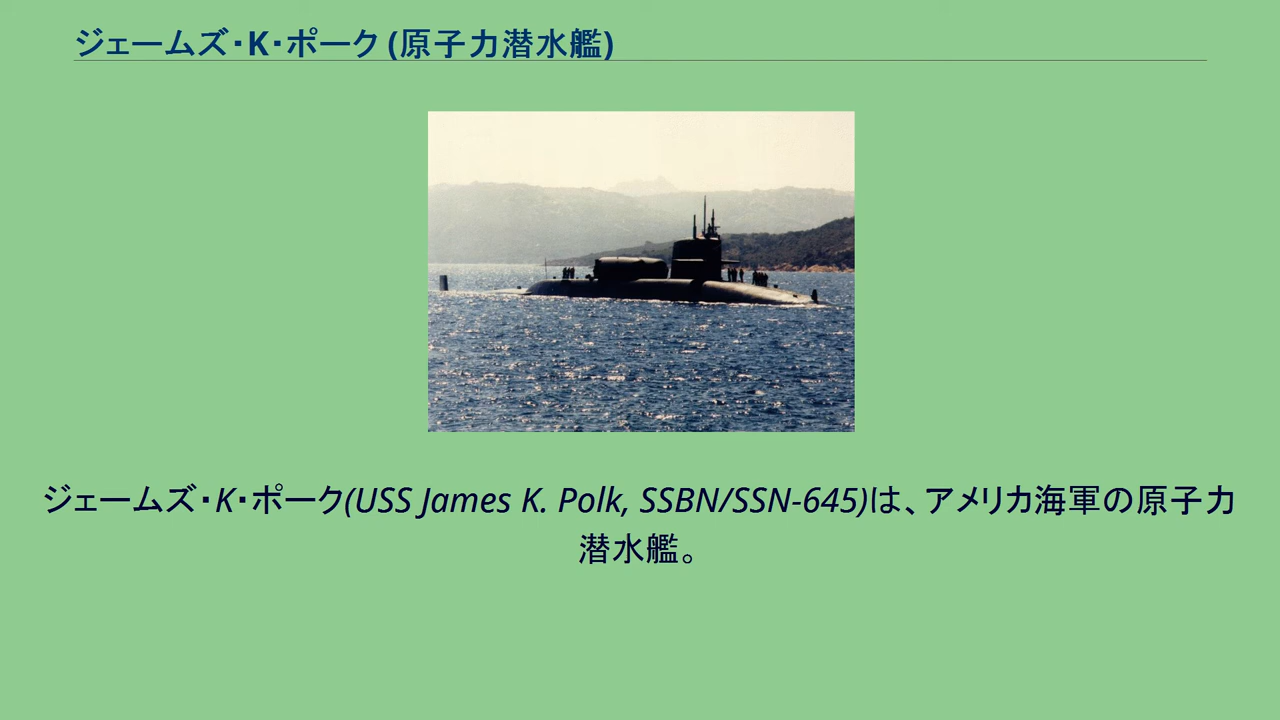 ジェームズ・K・ポーク (原子力潜水艦)
ジェームズ・K・ポーク(USS James K. Polk, SSBN/SSN-645)は、アメリカ海軍の原子力
潜水艦。